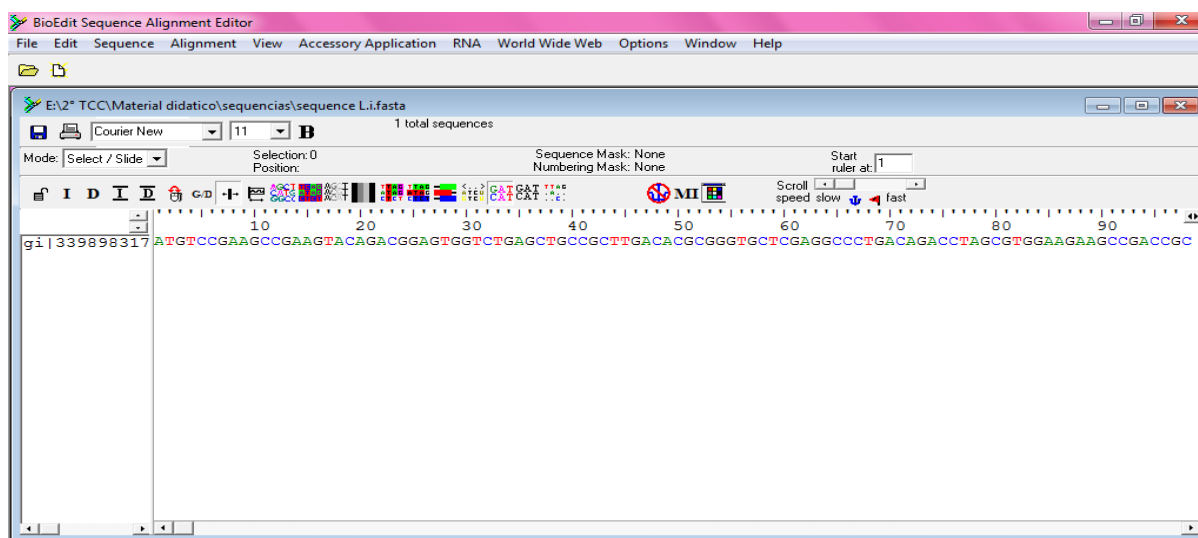 BioEdit Sequence Alignment Editor
File Edit Sequence Alignment View Accessory Application RNA World Wide Web Options Window Help
E:\2° TCC\Material didatico\sequencias\sequence L.i.fasta
Courier New 11 B 1 total sequences
Mode: Select / Slide Selection: 0 Sequence Mask: None Start
Position: Numbering Mask: None ruler at: 1
I D I D G/D MI Scroll
speed slow fast
10 20 30 40 50 60 70 80 90
gi|339898317 ATGTCCGAAGCCGAAGTACAGACGGAGTGGTCTGAGCTGCCGCTTGACACGCGGGTGCTCGAGGCCCTGACAGACCTAGCGTGGAAGAAGCCGACCGC